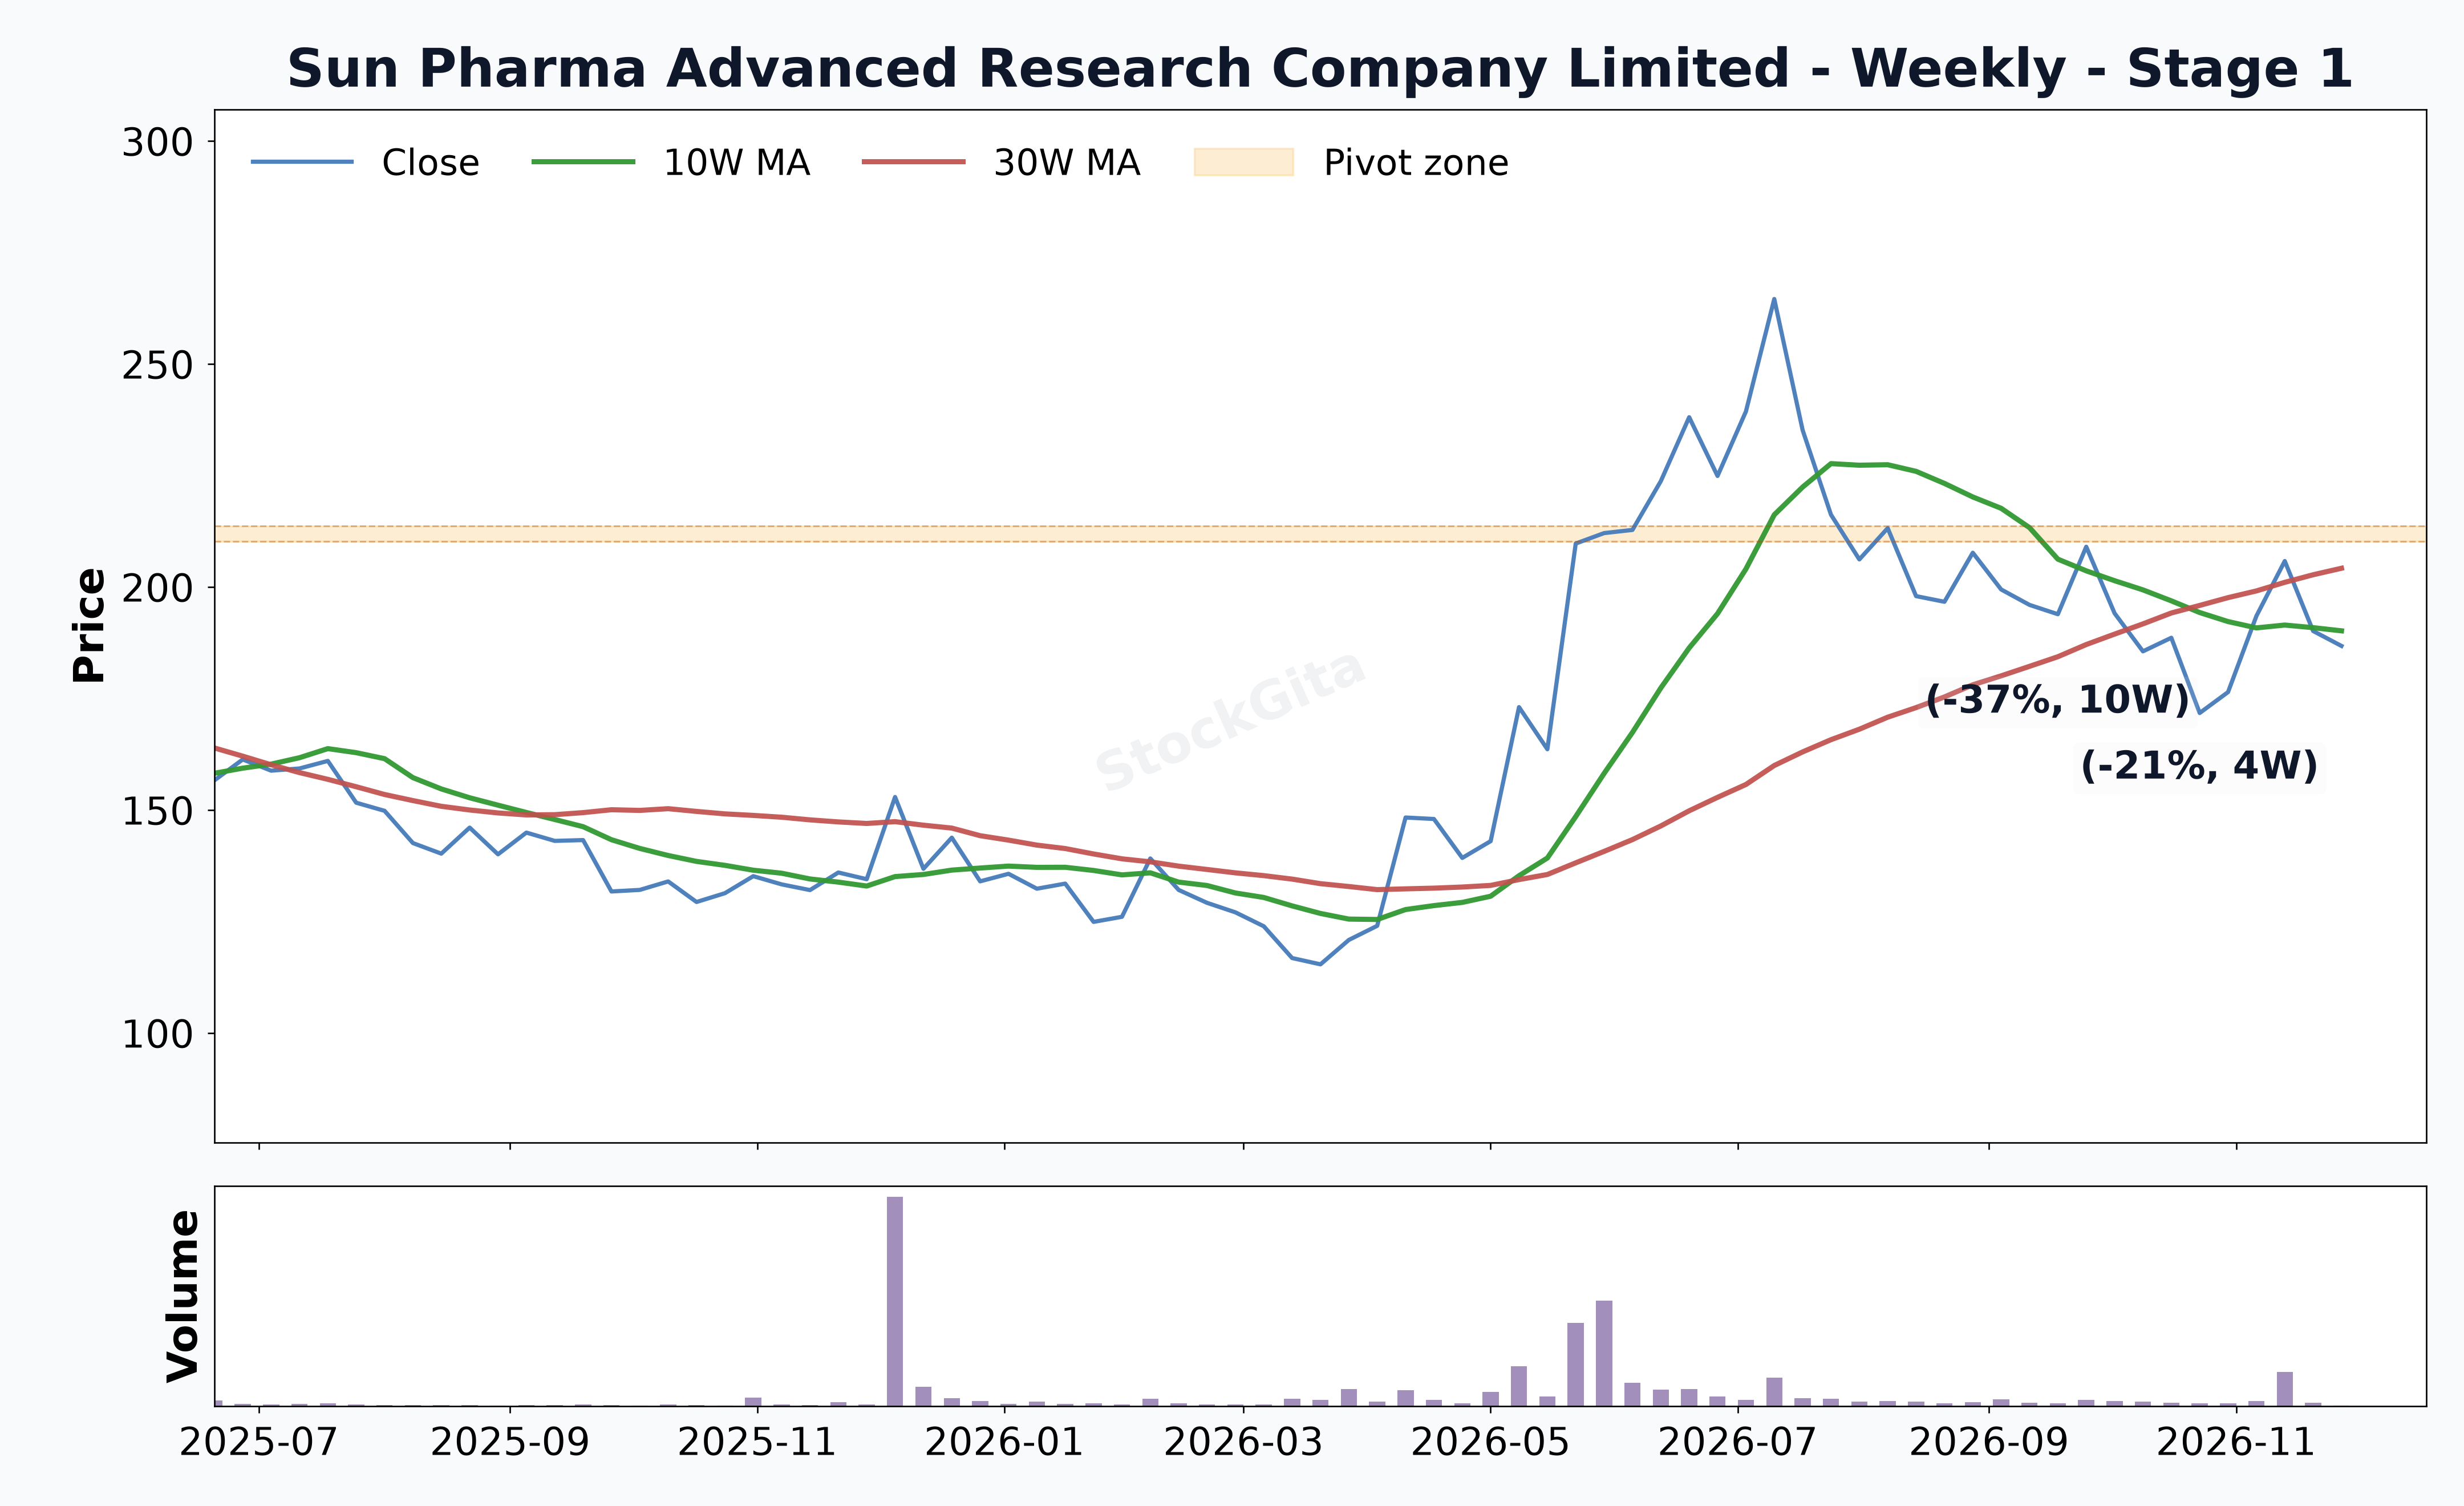 Sun Pharma Advanced Research Company Limited - Weekly - Stage 1
Close 10W MA 30W MA Pivot zone
300
250
200
150
100
Price
StockGita
(-37%, 10W)
(-21%, 4W)
Volume
2025-07 2025-09 2025-11 2026-01 2026-03 2026-05 2026-07 2026-09 2026-11